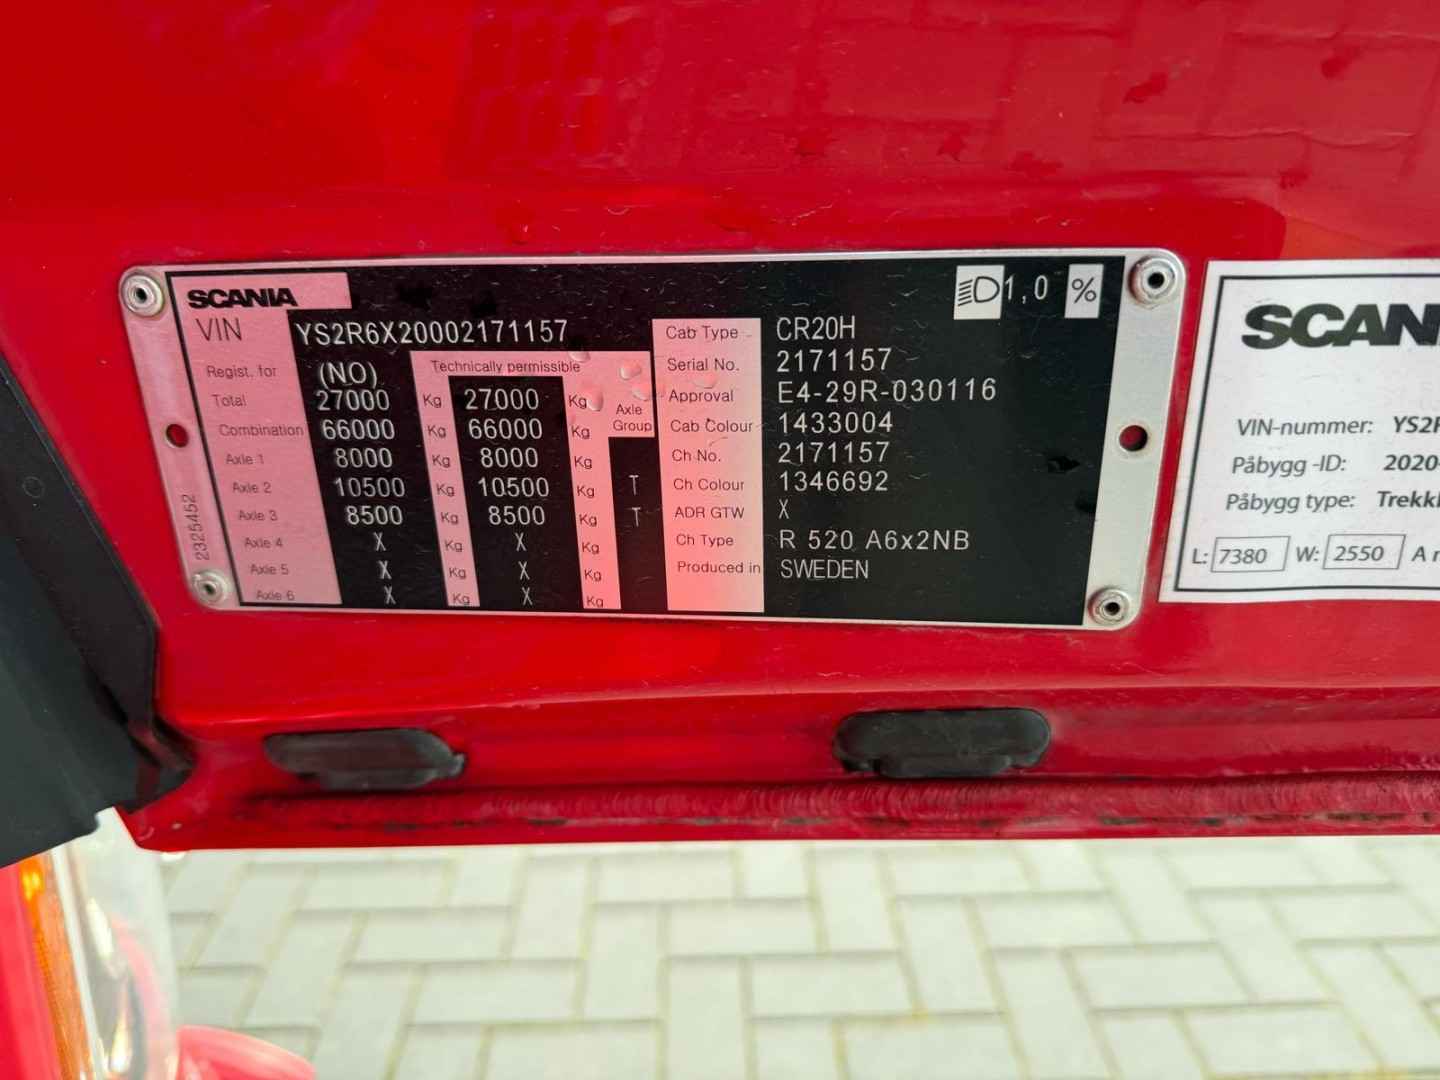 SCANIA
1,0 %
VIN YS2R6X20002171157
Regist. for (NO) Technically permissible
Total 27000 Kg 27000 Kg Axle Group
Combination 66000 Kg 66000 Kg
Axle 1 8000 Kg 8000 Kg
Axle 2 10500 Kg 10500 Kg T
Axle 3 8500 Kg 8500 Kg T
Axle 4 X Kg X Kg
Axle 5 X Kg X Kg
Axle 6 X Kg X Kg
2325452
Cab Type CR20H
Serial No. 2171157
Approval E4-29R-030116
Cab Colour 1433004
Ch No. 2171157
Ch Colour 1346692
ADR GTW X
Ch Type R 520 A6x2NB
Produced in SWEDEN
SCAN
VIN-nummer: YS2R
Påbygg -ID: 2020-
Påbygg type: Trekk
L: 7380 W: 2550 A